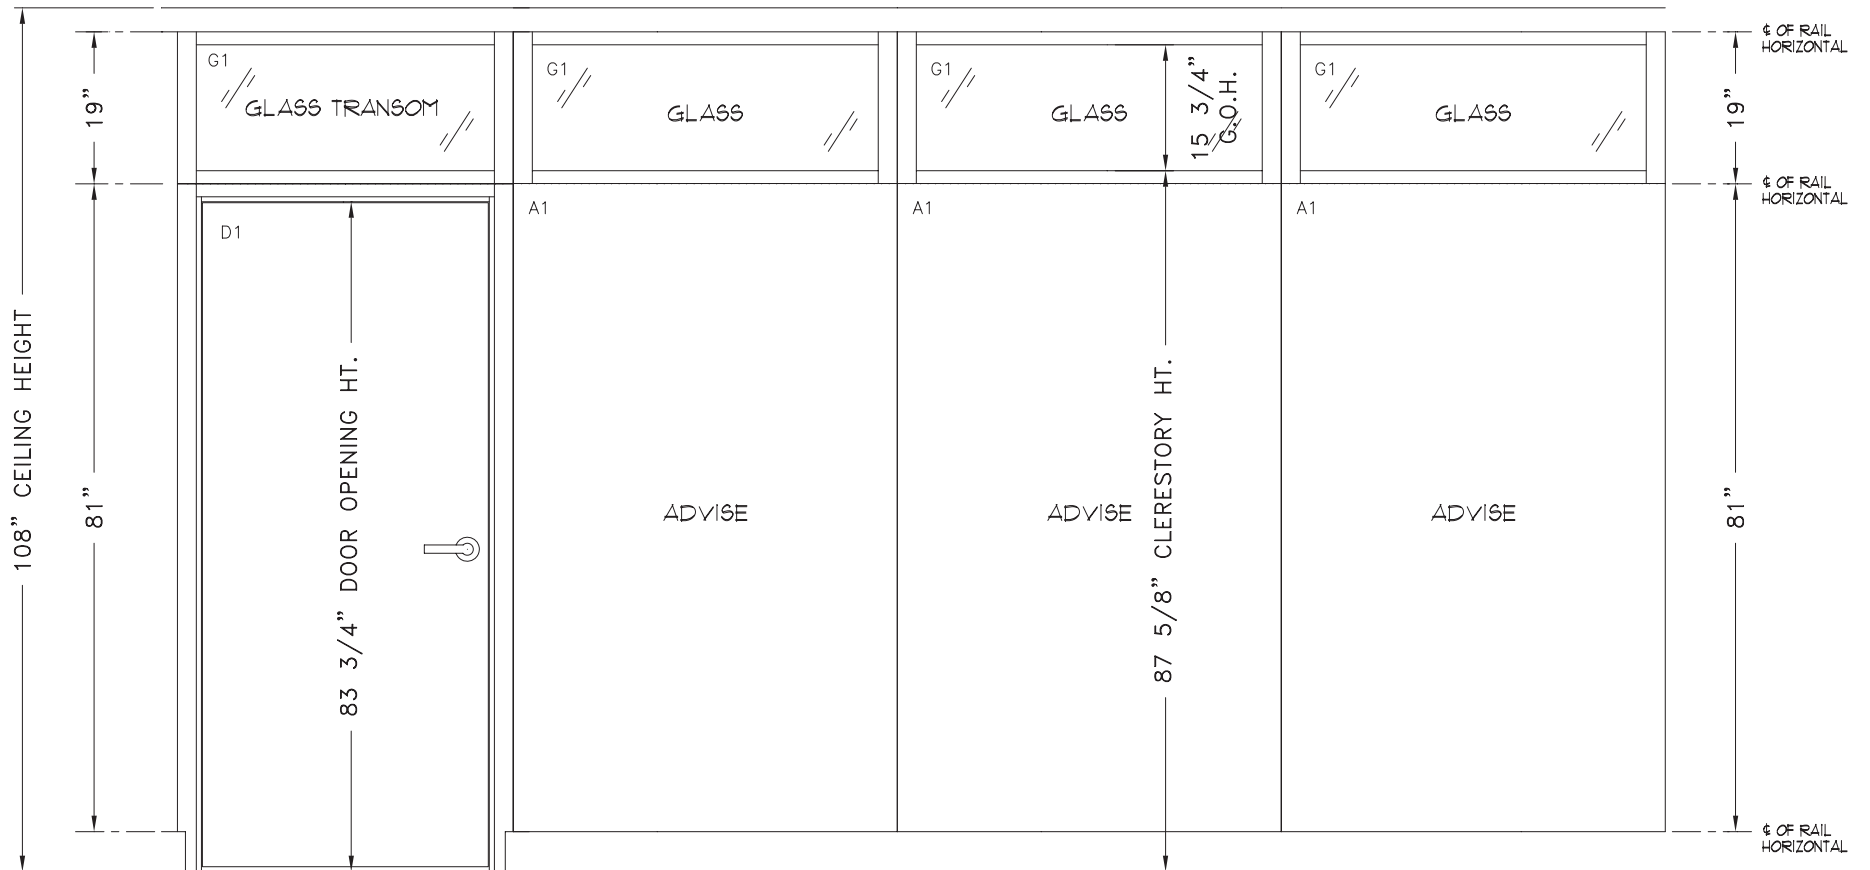 ℄ OF RAIL
HORIZONTAL
G1
GLASS TRANSOM
G1
GLASS
G1
GLASS
15 3/4”
G.O.H.
G1
GLASS
19”
19”
℄ OF RAIL
HORIZONTAL
D1
A1
A1
A1
108” CEILING HEIGHT
81”
83 3/4” DOOR OPENING HT.
ADVISE
ADVISE
87 5/8” CLERESTORY HT.
ADVISE
81”
℄ OF RAIL
HORIZONTAL